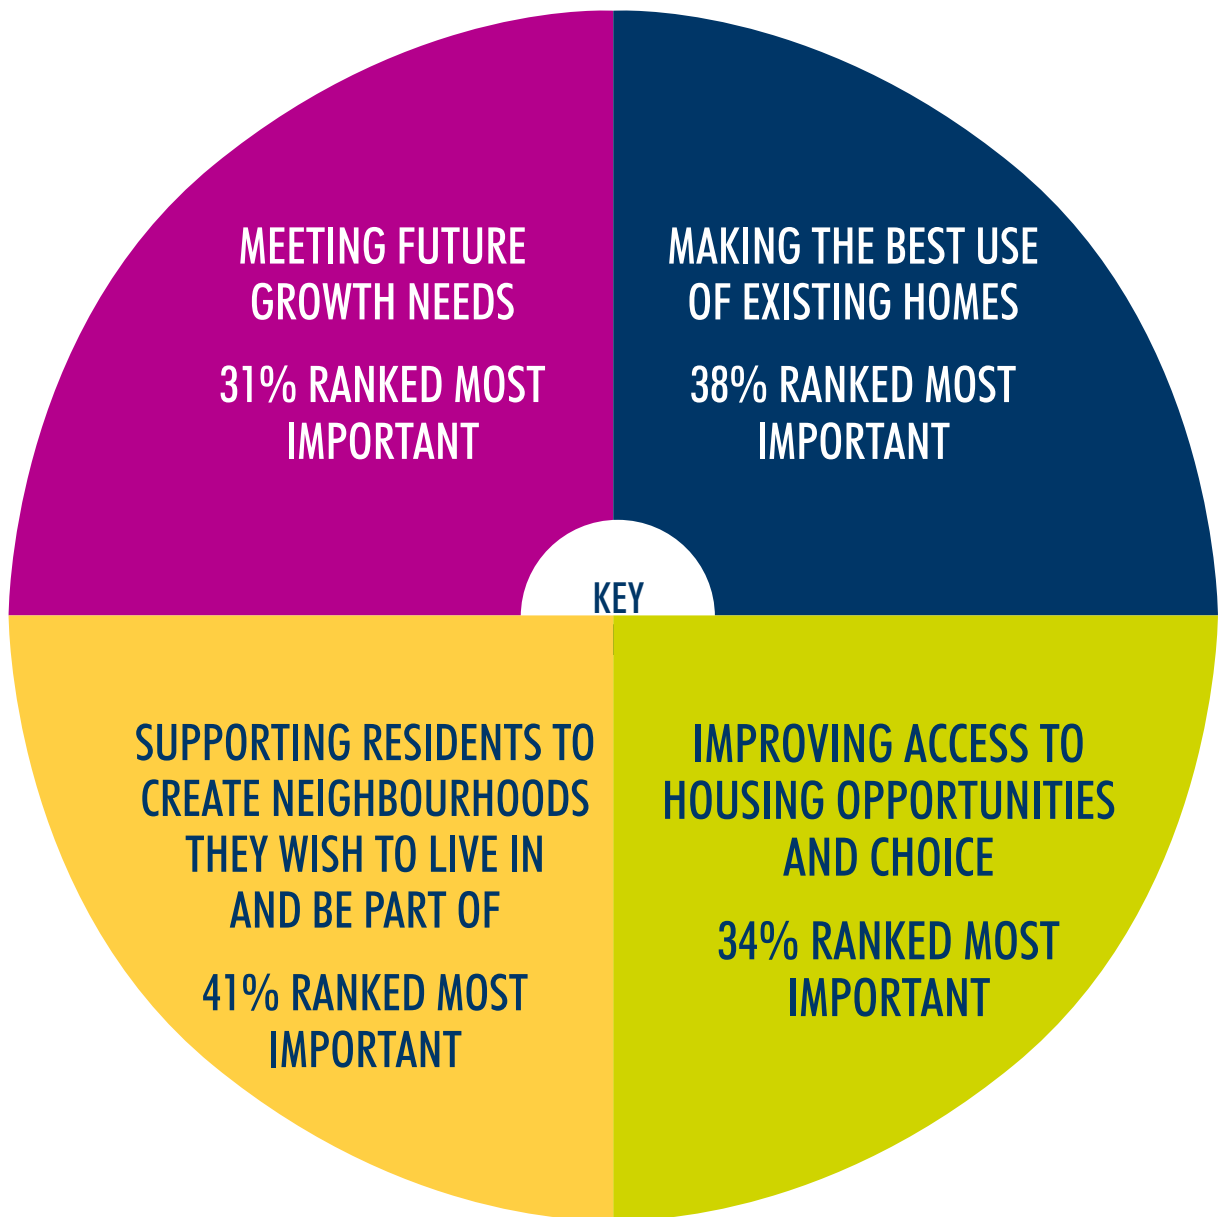 MEETING FUTURE
GROWTH NEEDS
31% RANKED MOST
IMPORTANT
MAKING THE BEST USE
OF EXISTING HOMES
38% RANKED MOST
IMPORTANT
KEY
SUPPORTING RESIDENTS TO
CREATE NEIGHBOURHOODS
THEY WISH TO LIVE IN
AND BE PART OF
41% RANKED MOST
IMPORTANT
IMPROVING ACCESS TO
HOUSING OPPORTUNITIES
AND CHOICE
34% RANKED MOST
IMPORTANT